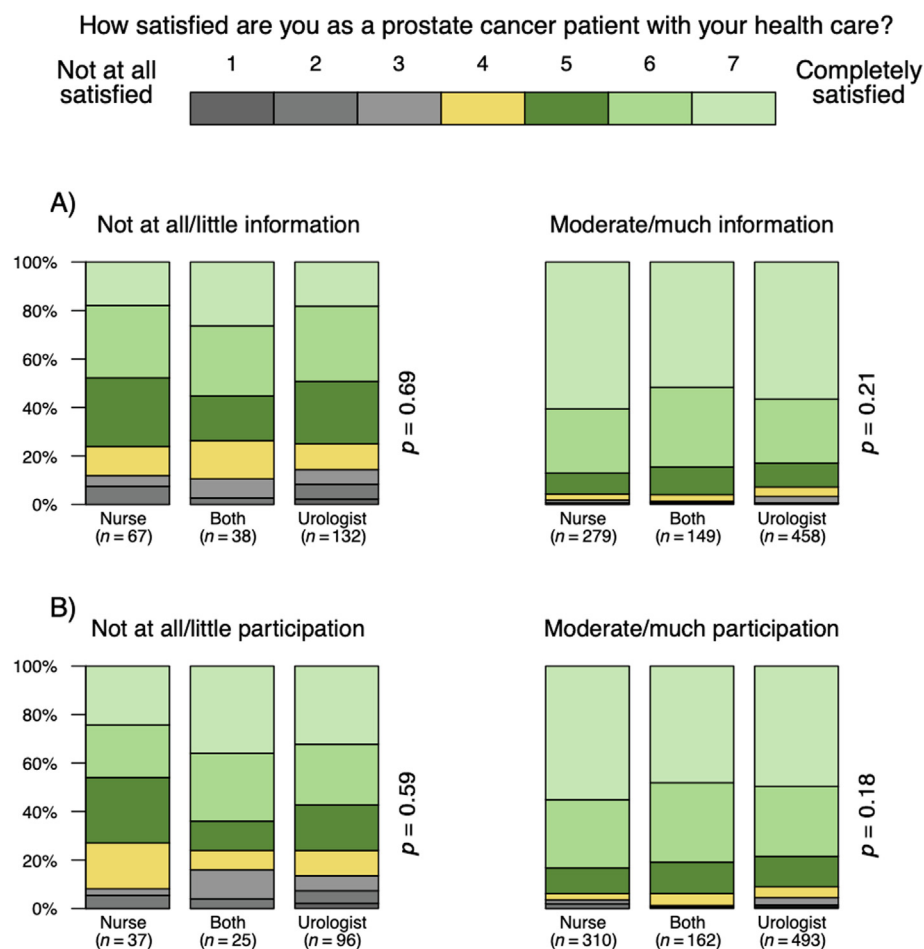 How satisfied are you as a prostate cancer patient with your health care?
Not at all satisfied
1 2 3 4 5 6 7
Completely satisfied
A)
Not at all/little information
Moderate/much information
100%
80%
60%
40%
20%
0%
p = 0.69
p = 0.21
Nurse Both Urologist Nurse Both Urologist
(n = 67) (n = 38) (n = 132) (n = 279) (n = 149) (n = 458)
B)
Not at all/little participation
Moderate/much participation
100%
80%
60%
40%
20%
0%
p = 0.59
p = 0.18
Nurse Both Urologist Nurse Both Urologist
(n = 37) (n = 25) (n = 96) (n = 310) (n = 162) (n = 493)